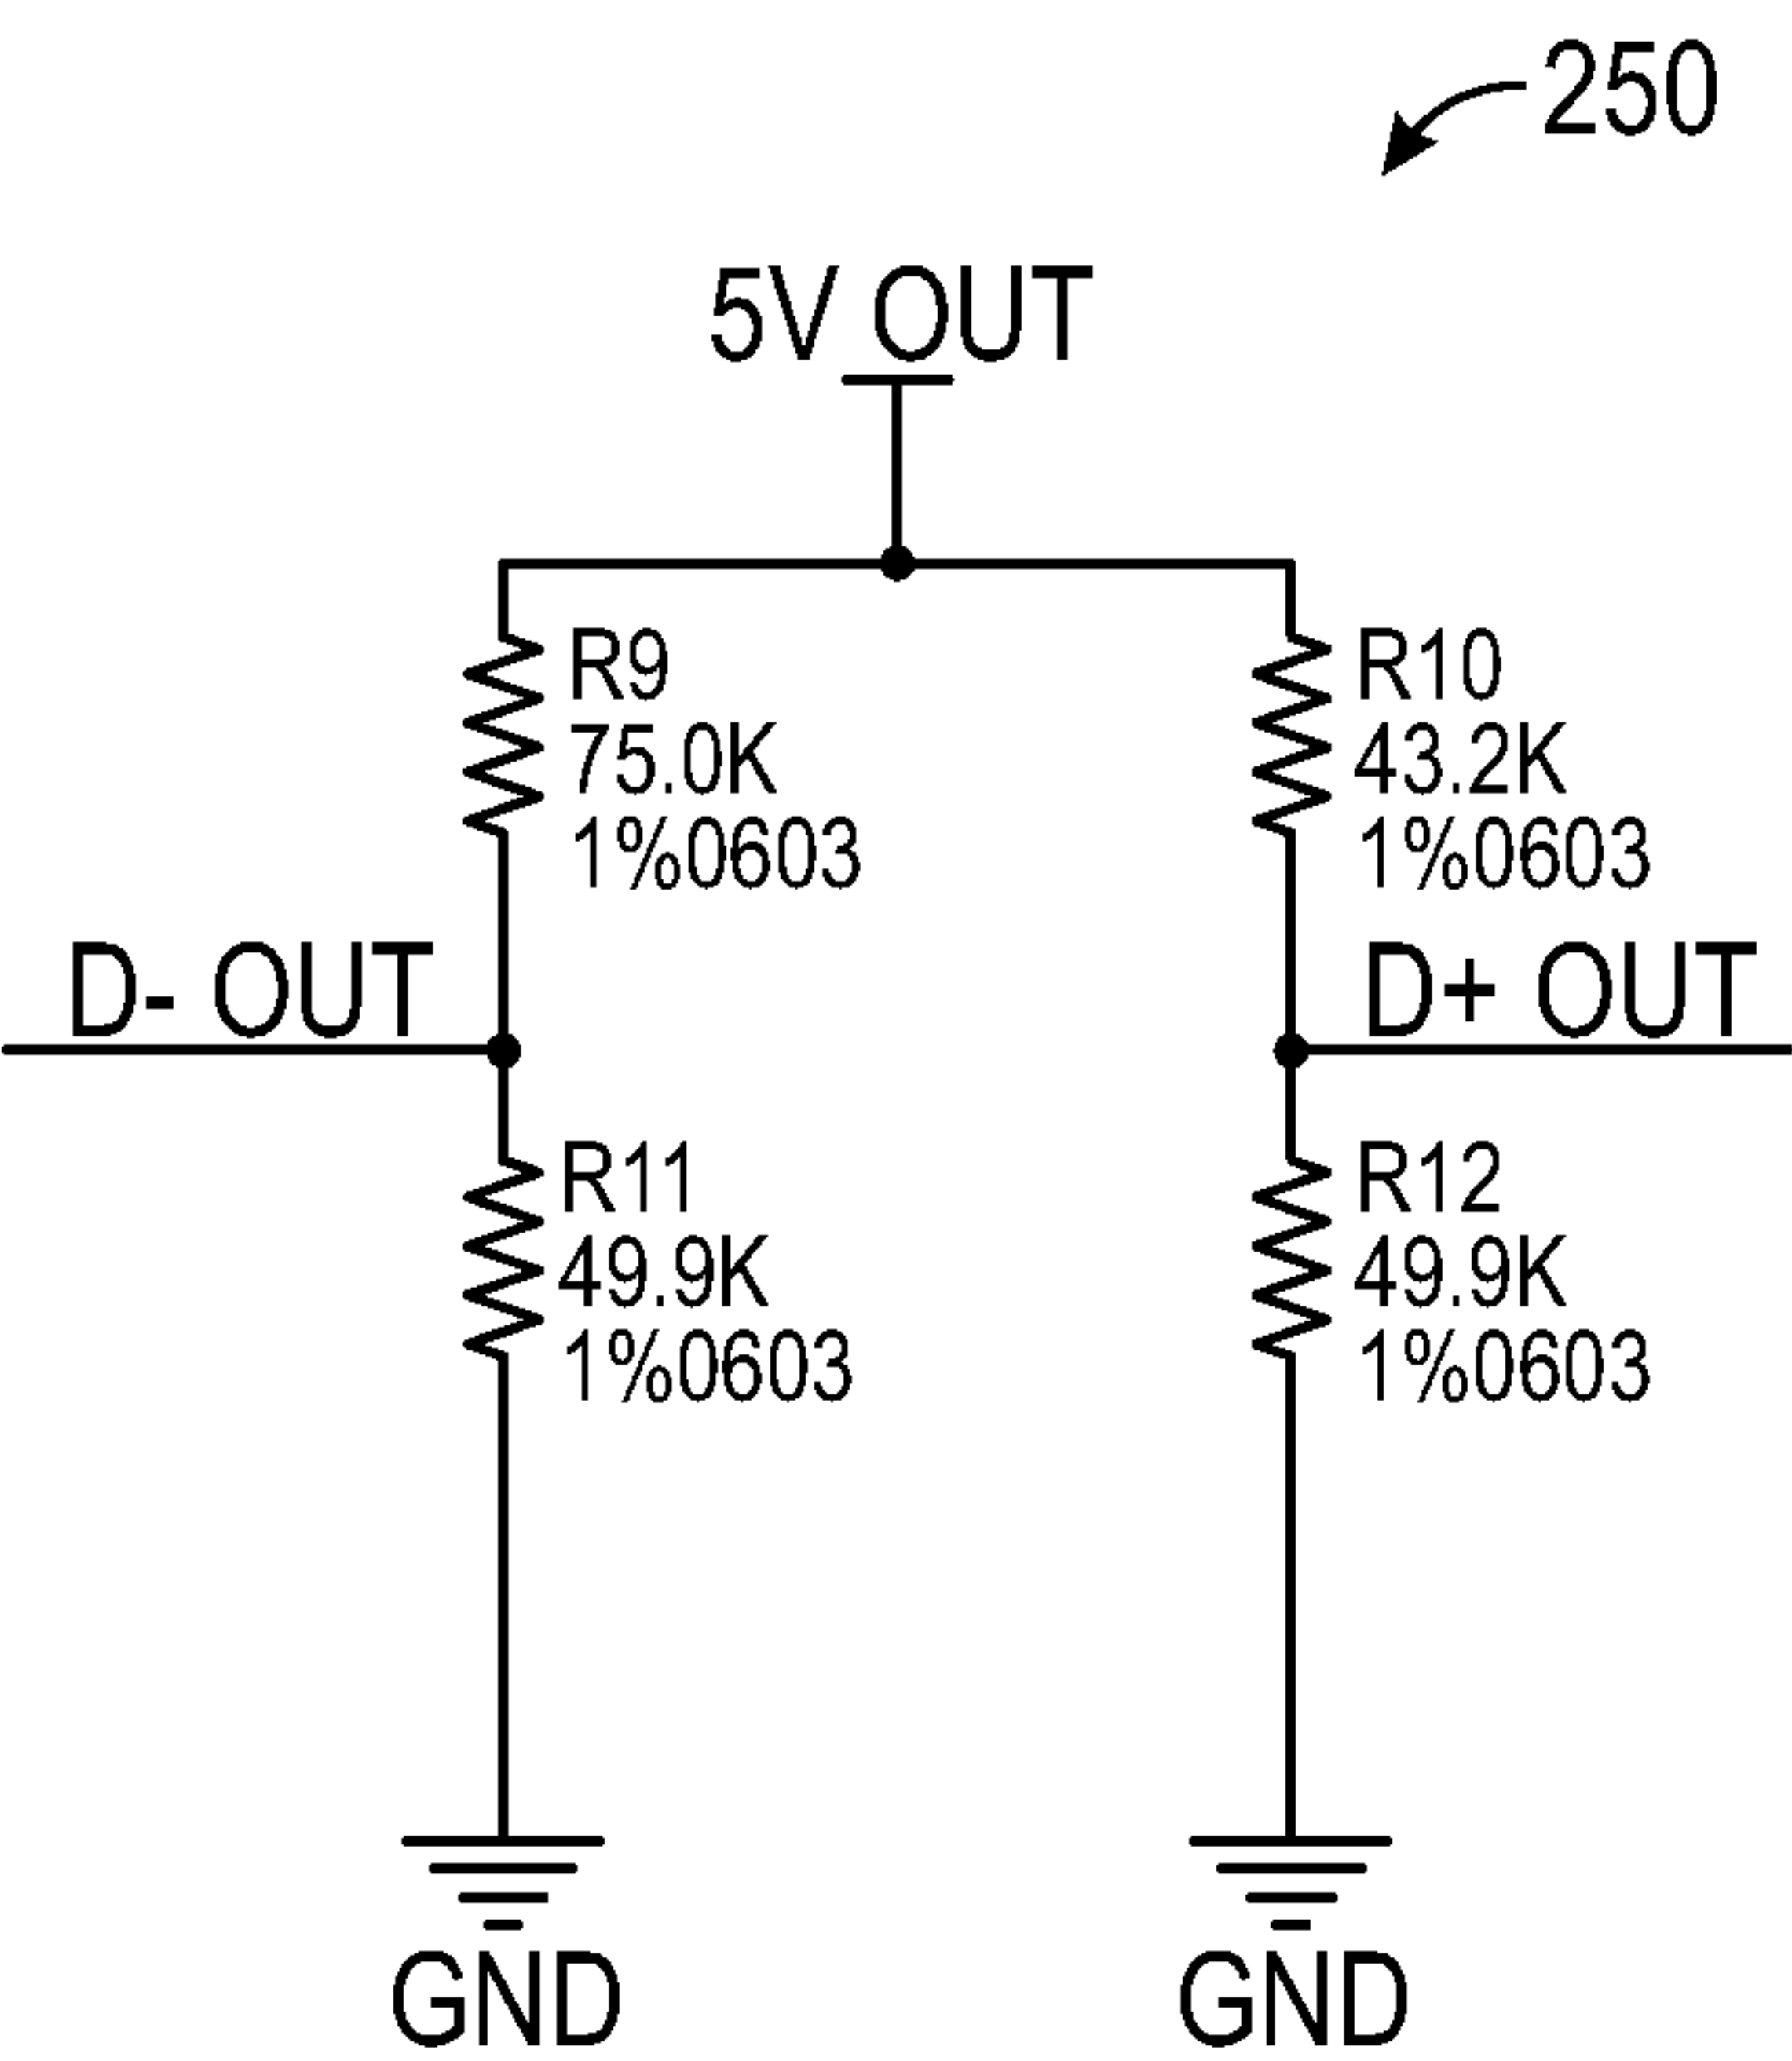 250
5V OUT
R9
75.0K
1%0603
R10
43.2K
1%0603
D- OUT
D+ OUT
R11
49.9K
1%0603
R12
49.9K
1%0603
GND
GND